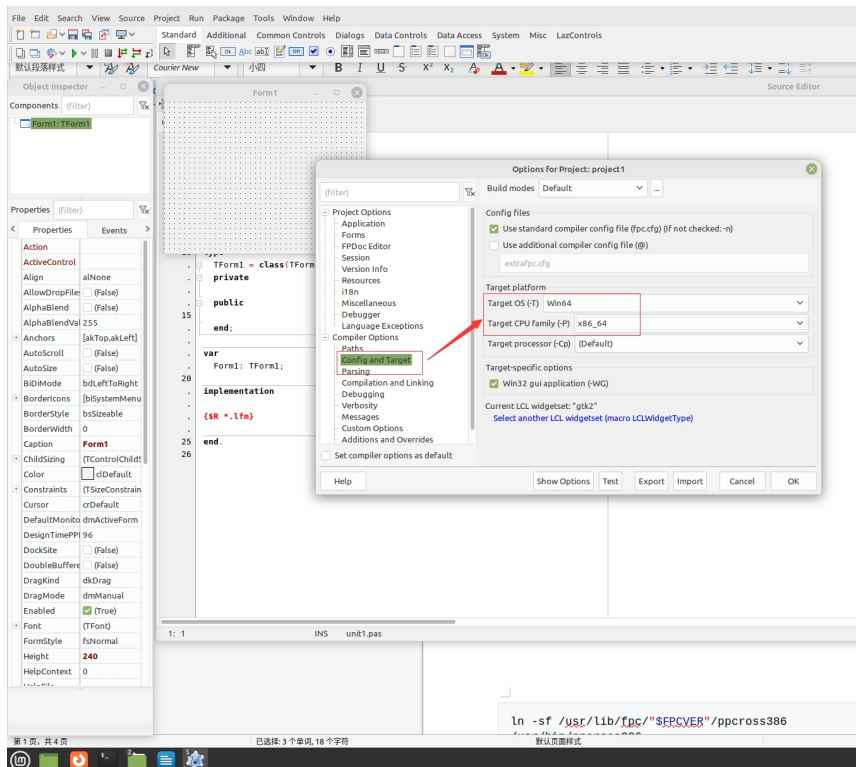 File Edit Search View Source Project Run Package Tools Window Help
Standard Additional Common Controls Dialogs Data Controls Data Access System Misc LazControls
默认段落样式 Courier New 小四
Object Inspector
Form1
Source Editor
Components (filter)
Form1: TForm1
Properties (filter)
Properties Events
Action
ActiveControl
Align alNone
AllowDropFiles (False)
AlphaBlend (False)
AlphaBlendVal 255
Anchors [akTop,akLeft]
AutoScroll (False)
AutoSize (False)
BiDiMode bdLeftToRight
BorderIcons [biSystemMenu
BorderStyle bsSizeable
BorderWidth 0
Caption Form1
ChildSizing (TControlChildS
Color clDefault
Constraints (TSizeConstrain
Cursor crDefault
DefaultMonito dmActiveForm
DesignTimePPI 96
DockSite (False)
DoubleBuffere (False)
DragKind dkDrag
DragMode dmManual
Enabled (True)
Font (TFont)
FormStyle fsNormal
Height 240
HelpContext 0
TForm1 = class(TForm
private
public
15
end;
var
Form1: TForm1;
20
implementation
{$R *.lfm}
25 end.
26
1: 1 INS unit1.pas
Options for Project: project1
(filter)
Build modes Default ...
Project Options
Application
Forms
FPDoc Editor
Session
Version Info
Resources
i18n
Miscellaneous
Debugger
Language Exceptions
Compiler Options
Paths
Config and Target
Parsing
Compilation and Linking
Debugging
Verbosity
Messages
Custom Options
Additions and Overrides
Set compiler options as default
Config files
Use standard compiler config file (fpc.cfg) (If not checked: -n)
Use additional compiler config file (@)
extrafpc.cfg
Target platform
Target OS (-T) Win64
Target CPU family (-P) x86_64
Target processor (-Cp) (Default)
Target-specific options
Win32 gui application (-WG)
Current LCL widgetset: "gtk2"
Select another LCL widgetset (macro LCLWidgetType)
Help Show Options Test Export Import Cancel OK
ln -sf /usr/lib/fpc/"$FPCVER"/ppcross386
第1页，共4页 已选择: 3 个单词, 18 个字符 默认页面样式